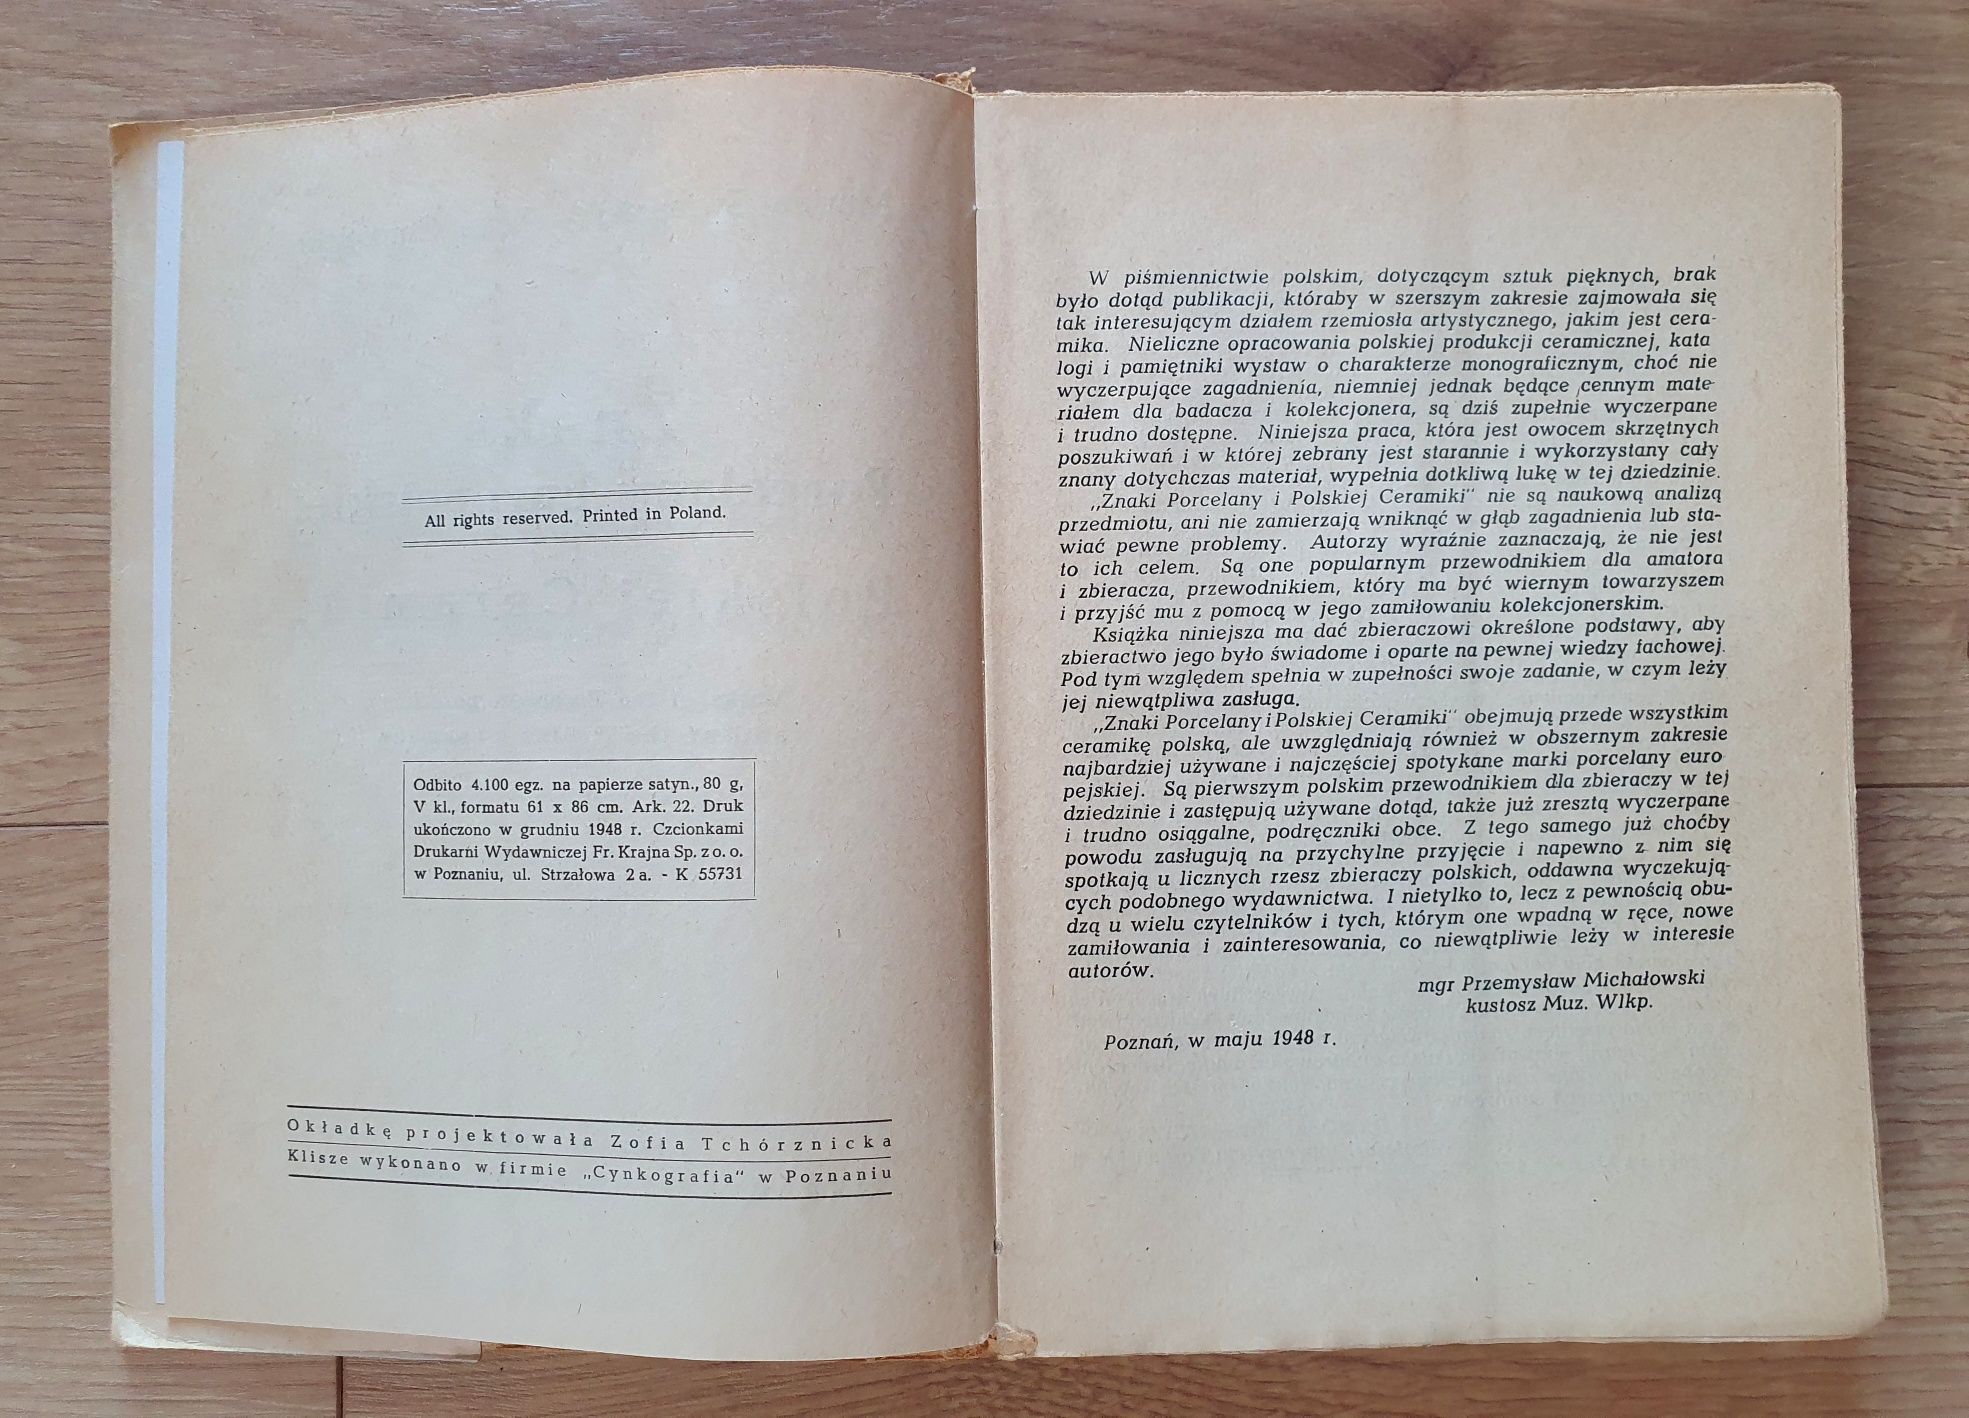 All rights reserved. Printed in Poland.
Odbito 4.100 egz. na papierze satyn., 80 g,
V kl., formatu 61 x 86 cm. Ark. 22. Druk
ukończono w grudniu 1948 r. Czcionkami
Drukarni Wydawniczej Fr. Krajna Sp. z o. o.
w Poznaniu, ul. Strzałowa 2 a. - K 55731
Okładkę projektowała Zofia Tchórznicka
Klisze wykonano w firmie „Cynkografia" w Poznaniu
W piśmiennictwie polskim, dotyczącym sztuk pięknych, brak
było dotąd publikacji, któraby w szerszym zakresie zajmowała się
tak interesującym działem rzemiosła artystycznego, jakim jest cera-
mika. Nieliczne opracowania polskiej produkcji ceramicznej, kata
logi i pamiętniki wystaw o charakterze monograficznym, choć nie
wyczerpujące zagadnienia, niemniej jednak będące cennym mate-
riałem dla badacza i kolekcjonera, są dziś zupełnie wyczerpane
i trudno dostępne. Niniejsza praca, która jest owocem skrzętnych
poszukiwań i w której zebrany jest starannie i wykorzystany cały
znany dotychczas materiał, wypełnia dotkliwą lukę w tej dziedzinie.
„Znaki Porcelany i Polskiej Ceramiki" nie są naukową analizą
przedmiotu, ani nie zamierzają wniknąć w głąb zagadnienia lub sta-
wiać pewne problemy. Autorzy wyraźnie zaznaczają, że nie jest
to ich celem. Są one popularnym przewodnikiem dla amatora
i zbieracza, przewodnikiem, który ma być wiernym towarzyszem
i przyjść mu z pomocą w jego zamiłowaniu kolekcjonerskim.
Książka niniejsza ma dać zbieraczowi określone podstawy, aby
zbieractwo jego było świadome i oparte na pewnej wiedzy fachowej.
Pod tym względem spełnia w zupełności swoje zadanie, w czym leży
jej niewątpliwa zasługa.
„Znaki Porcelany i Polskiej Ceramiki" obejmują przede wszystkim
ceramikę polską, ale uwzględniają również w obszernym zakresie
najbardziej używane i najczęściej spotykane marki porcelany euro
pejskiej. Są pierwszym polskim przewodnikiem dla zbieraczy w tej
dziedzinie i zastępują używane dotąd, także już zresztą wyczerpane
i trudno osiągalne, podręczniki obce. Z tego samego już choćby
powodu zasługują na przychylne przyjęcie i napewno z nim się
spotkają u licznych rzesz zbieraczy polskich, oddawna wyczekują-
cych podobnego wydawnictwa. I nietylko to, lecz z pewnością obu-
dzą u wielu czytelników i tych, którym one wpadną w ręce, nowe
zamiłowania i zainteresowania, co niewątpliwie leży w interesie
autorów.
mgr Przemysław Michałowski
kustosz Muz. Wlkp.
Poznań, w maju 1948 r.